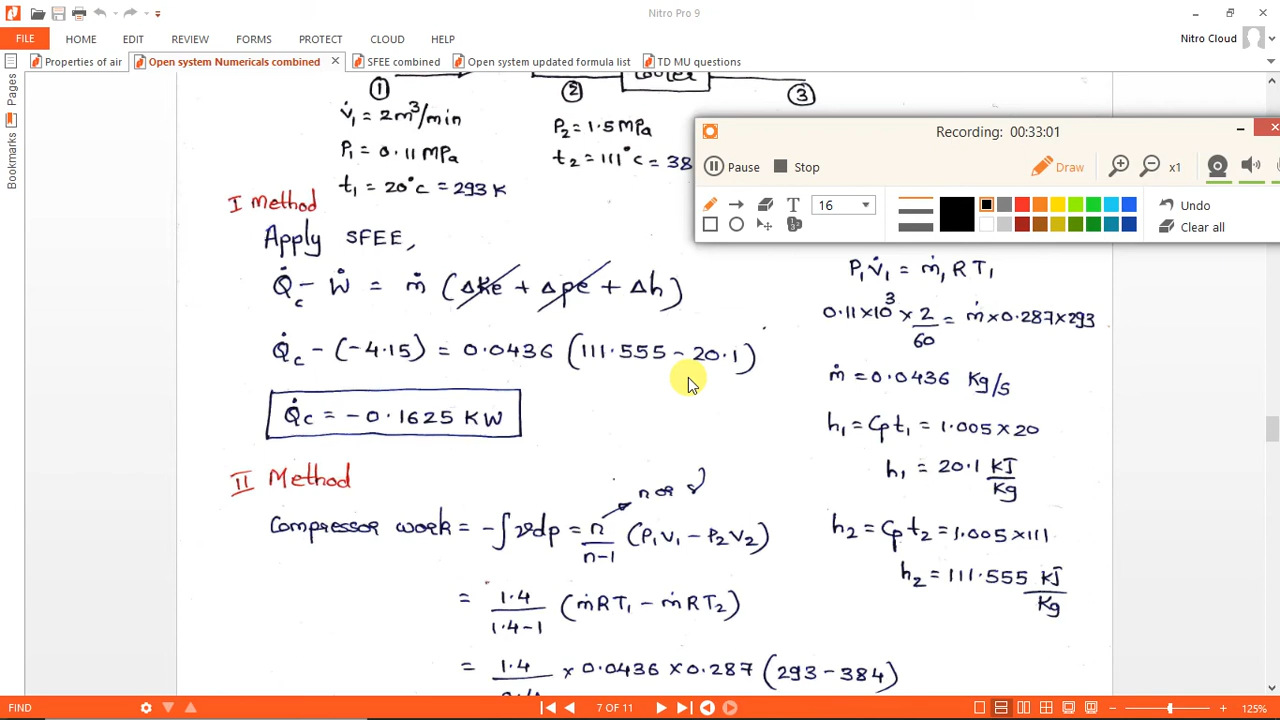 Nitro Pro 9
FILE HOME EDIT REVIEW FORMS PROTECT CLOUD HELP Nitro Cloud
Properties of air Open system Numericals combined × SFEE combined Open system updated formula list TD MU questions
Pages
Bookmarks
① ② cooler ③
V̇₁ = 2m³/min
P₁ = 0.11 MPa
t₁ = 20°c = 293 K
P₂ = 1.5 MPa
t₂ = 111°c = 38
Recording: 00:33:01
Pause Stop Draw x1
T 16 Undo
Clear all
I method
Apply SFEE,
Q̇c - Ẇ = ṁ (Δke + Δpe + Δh)
Q̇c - (-4.15) = 0.0436 (111.555 - 20.1)
Q̇c = -0.1625 KW
P₁V̇₁ = ṁ₁RT₁
0.11×10³ × 2/60 = ṁ×0.287×293
ṁ = 0.0436 Kg/s
h₁ = Cpt₁ = 1.005×20
h₁ = 20.1 KJ/Kg
h₂ = Cpt₂ = 1.005×111
h₂ = 111.555 KJ/Kg
II Method
n or γ
Compressor work = -∫vdp = n/n-1 (P₁V₁ - P₂V₂)
= 1.4/1.4-1 (ṁRT₁ - ṁRT₂)
= 1.4/0.4 × 0.0436 × 0.287 (293 - 384)
FIND 7 OF 11 125%